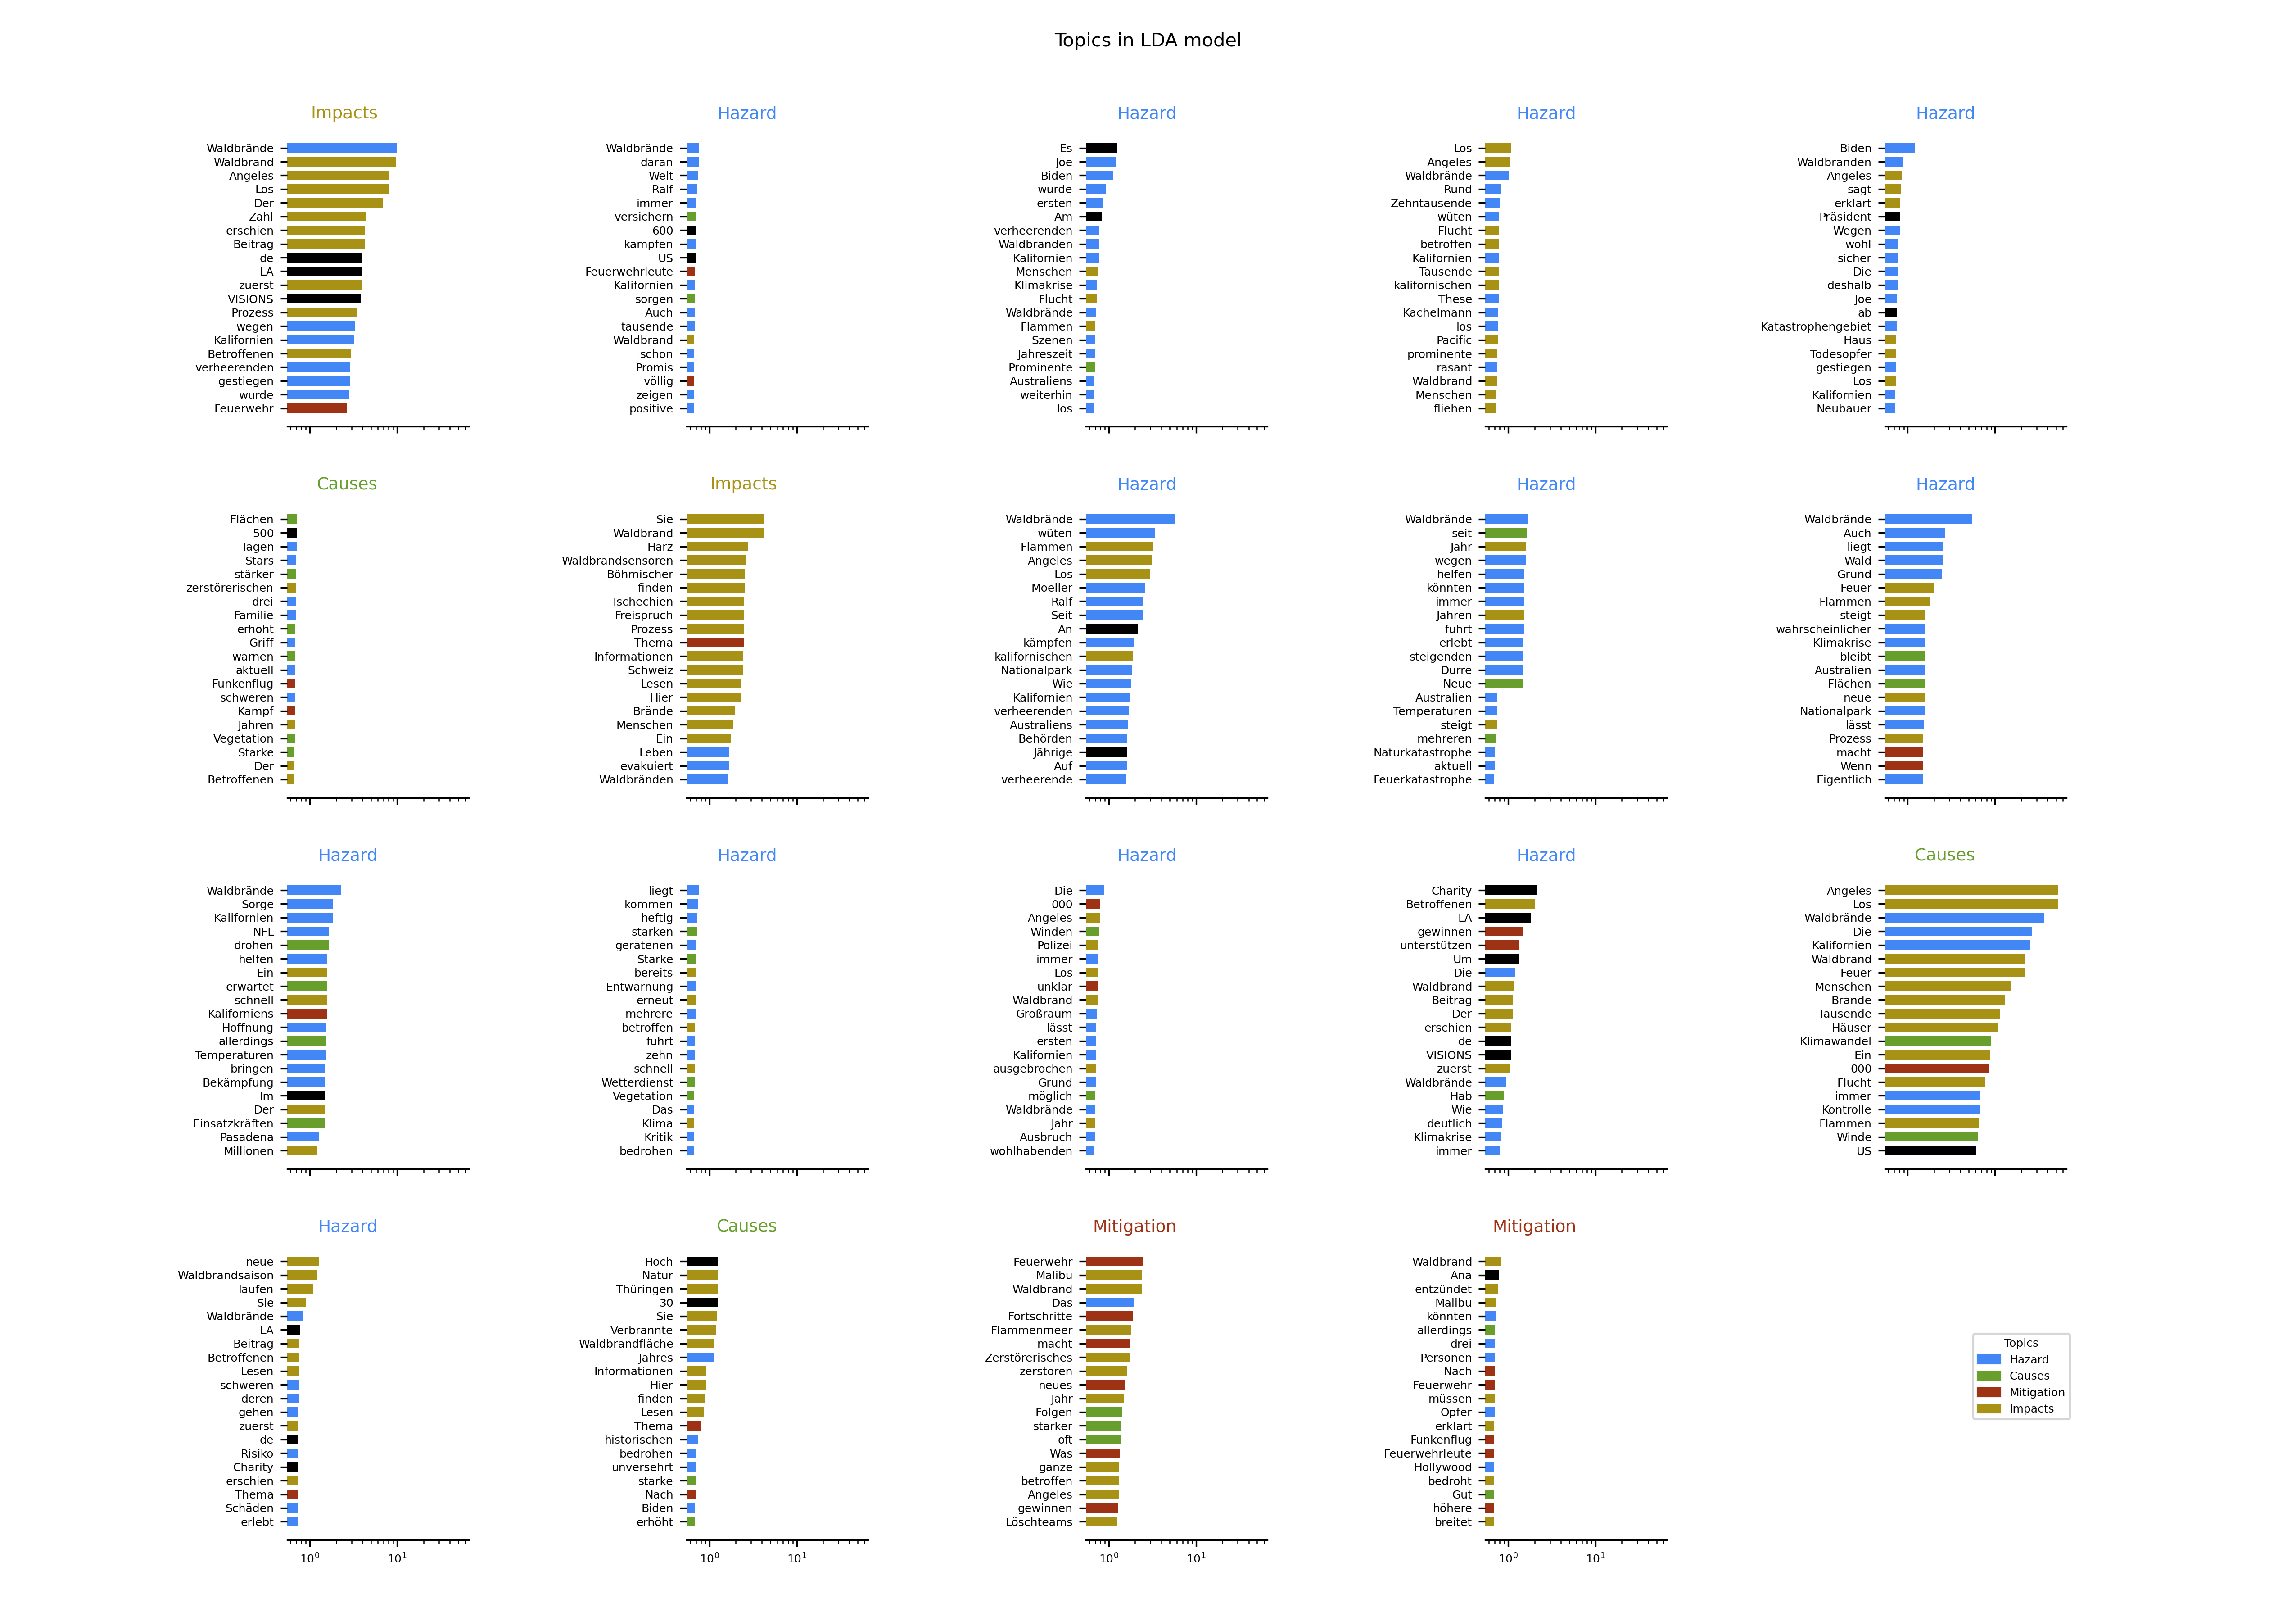 Topics in LDA model
Impacts
Waldbrände
Waldbrand
Angeles
Los
Der
Zahl
erschien
Beitrag
de
LA
zuerst
VISIONS
Prozess
wegen
Kalifornien
Betroffenen
verheerenden
gestiegen
wurde
Feuerwehr
Hazard
Waldbrände
daran
Welt
Ralf
immer
versichern
600
kämpfen
US
Feuerwehrleute
Kalifornien
sorgen
Auch
tausende
Waldbrand
schon
Promis
völlig
zeigen
positive
Hazard
Es
Joe
Biden
wurde
ersten
Am
verheerenden
Waldbränden
Kalifornien
Menschen
Klimakrise
Flucht
Waldbrände
Flammen
Szenen
Jahreszeit
Prominente
Australiens
weiterhin
los
Hazard
Los
Angeles
Waldbrände
Rund
Zehntausende
wüten
Flucht
betroffen
Kalifornien
Tausende
kalifornischen
These
Kachelmann
los
Pacific
prominente
rasant
Waldbrand
Menschen
fliehen
Hazard
Biden
Waldbränden
Angeles
sagt
erklärt
Präsident
Wegen
wohl
sicher
Die
deshalb
Joe
ab
Katastrophengebiet
Haus
Todesopfer
gestiegen
Los
Kalifornien
Neubauer
Causes
Flächen
500
Tagen
Stars
stärker
zerstörerischen
drei
Familie
erhöht
Griff
warnen
aktuell
Funkenflug
schweren
Kampf
Jahren
Vegetation
Starke
Der
Betroffenen
Impacts
Sie
Waldbrand
Harz
Waldbrandsensoren
Böhmischer
finden
Tschechien
Freispruch
Prozess
Thema
Informationen
Schweiz
Lesen
Hier
Brände
Menschen
Ein
Leben
evakuiert
Waldbränden
Hazard
Waldbrände
wüten
Flammen
Angeles
Los
Moeller
Ralf
Seit
An
kämpfen
kalifornischen
Nationalpark
Wie
Kalifornien
verheerenden
Australiens
Behörden
Jährige
Auf
verheerende
Hazard
Waldbrände
seit
Jahr
wegen
helfen
könnten
immer
Jahren
führt
erlebt
steigenden
Dürre
Neue
Australien
Temperaturen
steigt
mehreren
Naturkatastrophe
aktuell
Feuerkatastrophe
Hazard
Waldbrände
Auch
liegt
Wald
Grund
Feuer
Flammen
steigt
wahrscheinlicher
Klimakrise
bleibt
Australien
Flächen
neue
Nationalpark
lässt
Prozess
macht
Wenn
Eigentlich
Hazard
Waldbrände
Sorge
Kalifornien
NFL
drohen
helfen
Ein
erwartet
schnell
Kaliforniens
Hoffnung
allerdings
Temperaturen
bringen
Bekämpfung
Im
Der
Einsatzkräften
Pasadena
Millionen
Hazard
liegt
kommen
heftig
starken
geratenen
Starke
bereits
Entwarnung
erneut
mehrere
betroffen
führt
zehn
schnell
Wetterdienst
Vegetation
Das
Klima
Kritik
bedrohen
Hazard
Die
000
Angeles
Winden
Polizei
immer
Los
unklar
Waldbrand
Großraum
lässt
ersten
Kalifornien
ausgebrochen
Grund
möglich
Waldbrände
Jahr
Ausbruch
wohlhabenden
Hazard
Charity
Betroffenen
LA
gewinnen
unterstützen
Um
Die
Waldbrand
Beitrag
Der
erschien
de
VISIONS
zuerst
Waldbrände
Hab
Wie
deutlich
Klimakrise
immer
Causes
Angeles
Los
Waldbrände
Die
Kalifornien
Waldbrand
Feuer
Menschen
Brände
Tausende
Häuser
Klimawandel
Ein
000
Flucht
immer
Kontrolle
Flammen
Winde
US
Hazard
neue
Waldbrandsaison
laufen
Sie
Waldbrände
LA
Beitrag
Betroffenen
Lesen
schweren
deren
gehen
zuerst
de
Risiko
Charity
erschien
Thema
Schäden
erlebt
10⁰ 10¹
Causes
Hoch
Natur
Thüringen
30
Sie
Verbrannte
Waldbrandfläche
Jahres
Informationen
Hier
finden
Lesen
Thema
historischen
bedrohen
unversehrt
starke
Nach
Biden
erhöht
10⁰ 10¹
Mitigation
Feuerwehr
Malibu
Waldbrand
Das
Fortschritte
Flammenmeer
macht
Zerstörerisches
zerstören
neues
Jahr
Folgen
stärker
oft
Was
ganze
betroffen
Angeles
gewinnen
Löschteams
10⁰ 10¹
Mitigation
Waldbrand
Ana
entzündet
Malibu
könnten
allerdings
drei
Personen
Nach
Feuerwehr
müssen
Opfer
erklärt
Funkenflug
Feuerwehrleute
Hollywood
bedroht
Gut
höhere
breitet
10⁰ 10¹
Topics
Hazard
Causes
Mitigation
Impacts